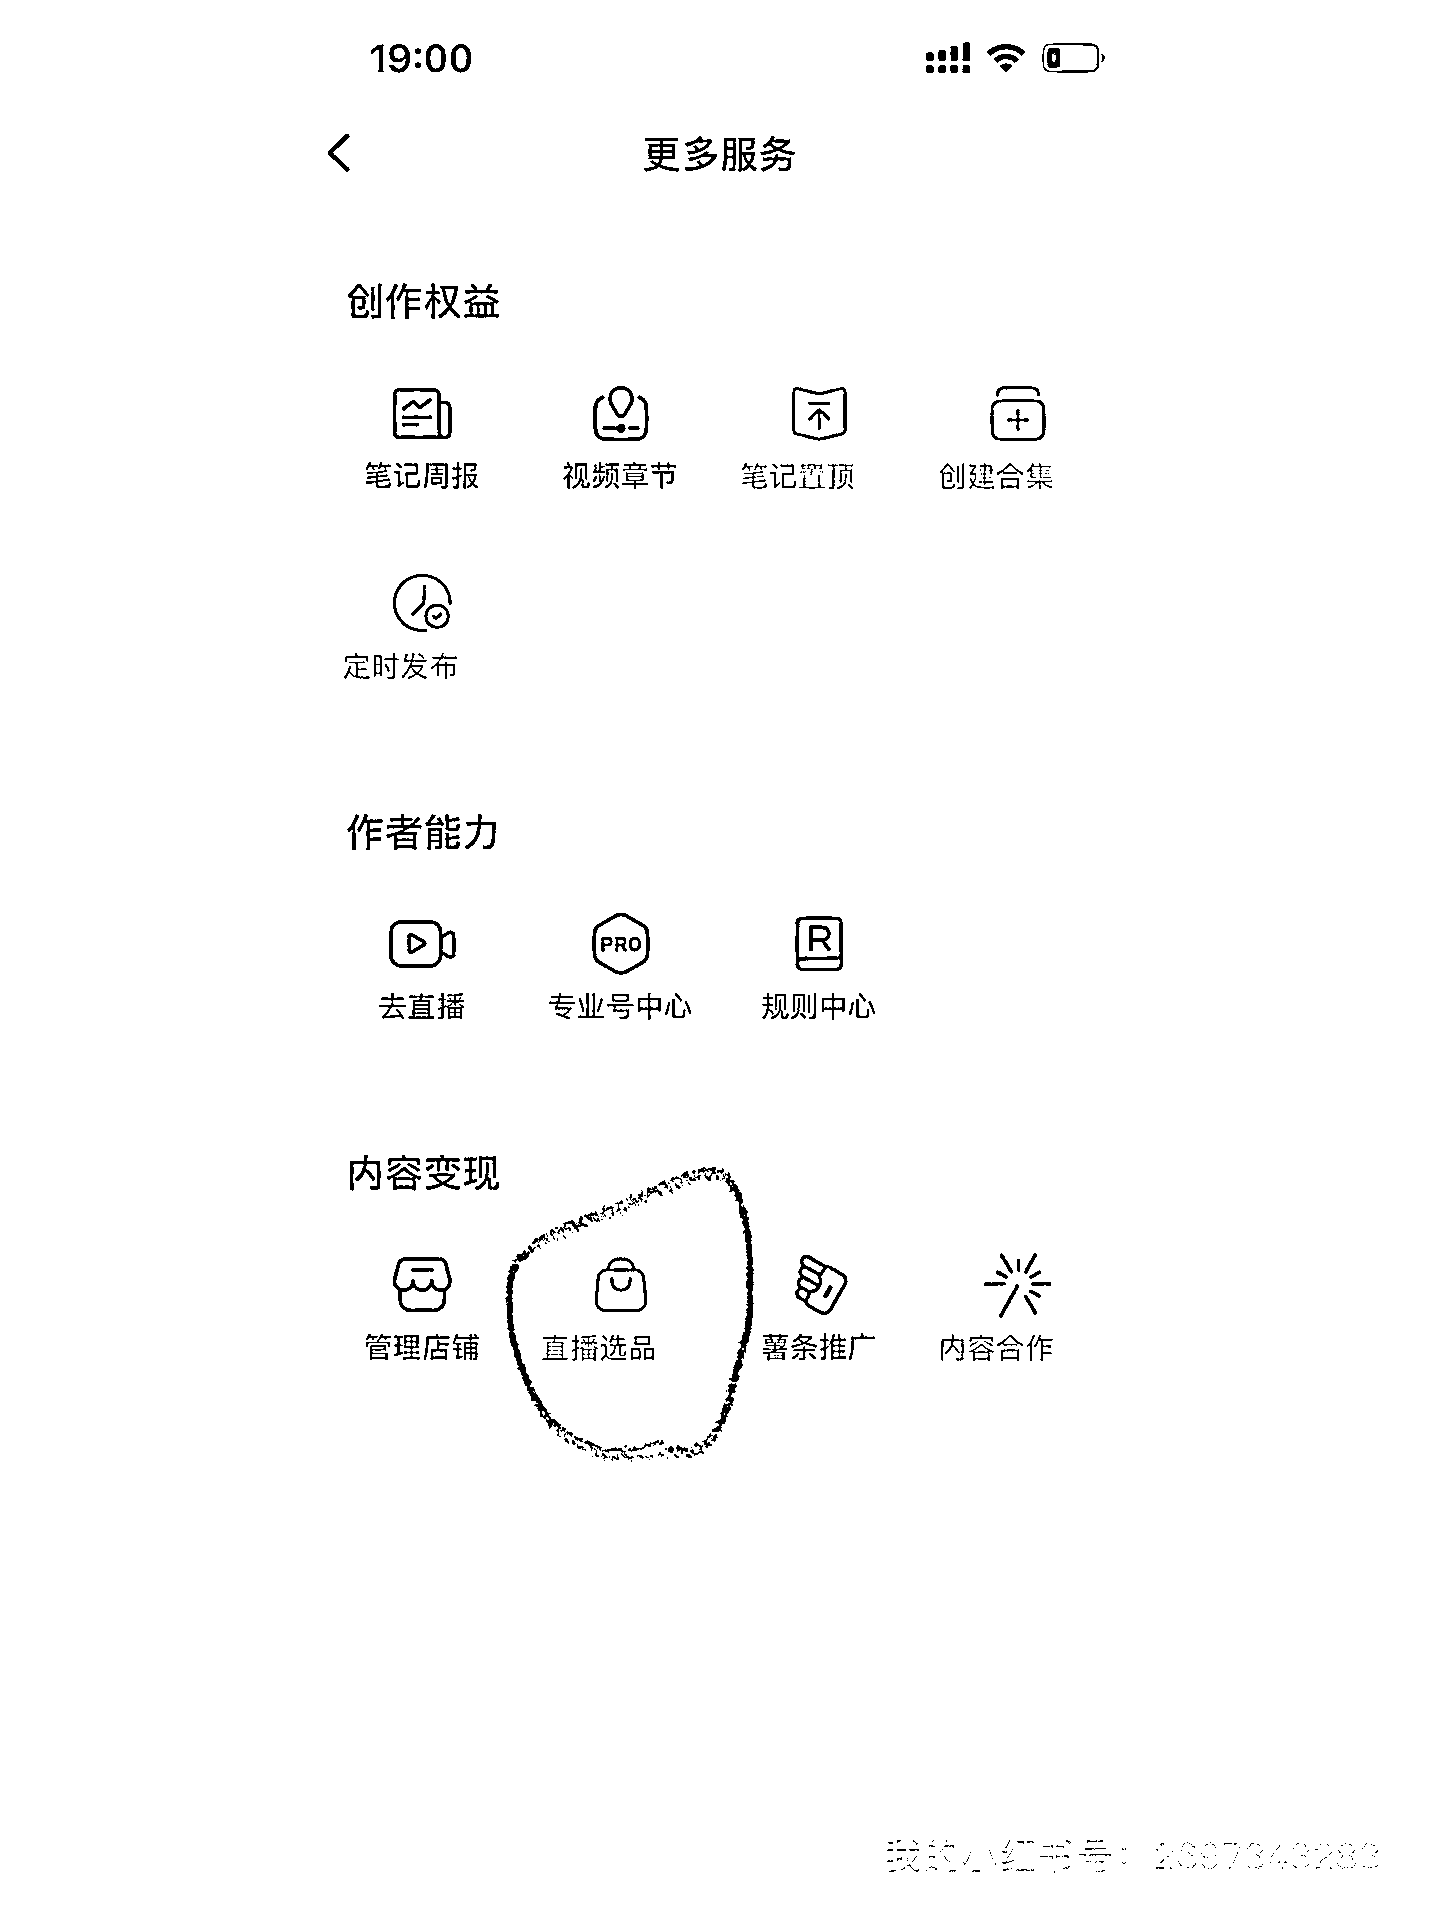 19:00
更多服务
创作权益
笔记周报 视频章节 笔记置顶 创建合集
定时发布
作者能力
PRO R
去直播 专业号中心 规则中心
内容变现
管理店铺 直播选品 薯条推广 内容合作
我的小红书号：